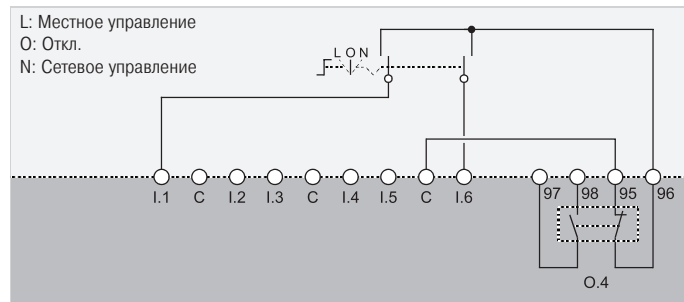 L: Местное управление
O: Откл.
N: Сетевое управление
L O N
I.1 C I.2 I.3 C I.4 I.5 C I.6 97 98 95 96
O.4